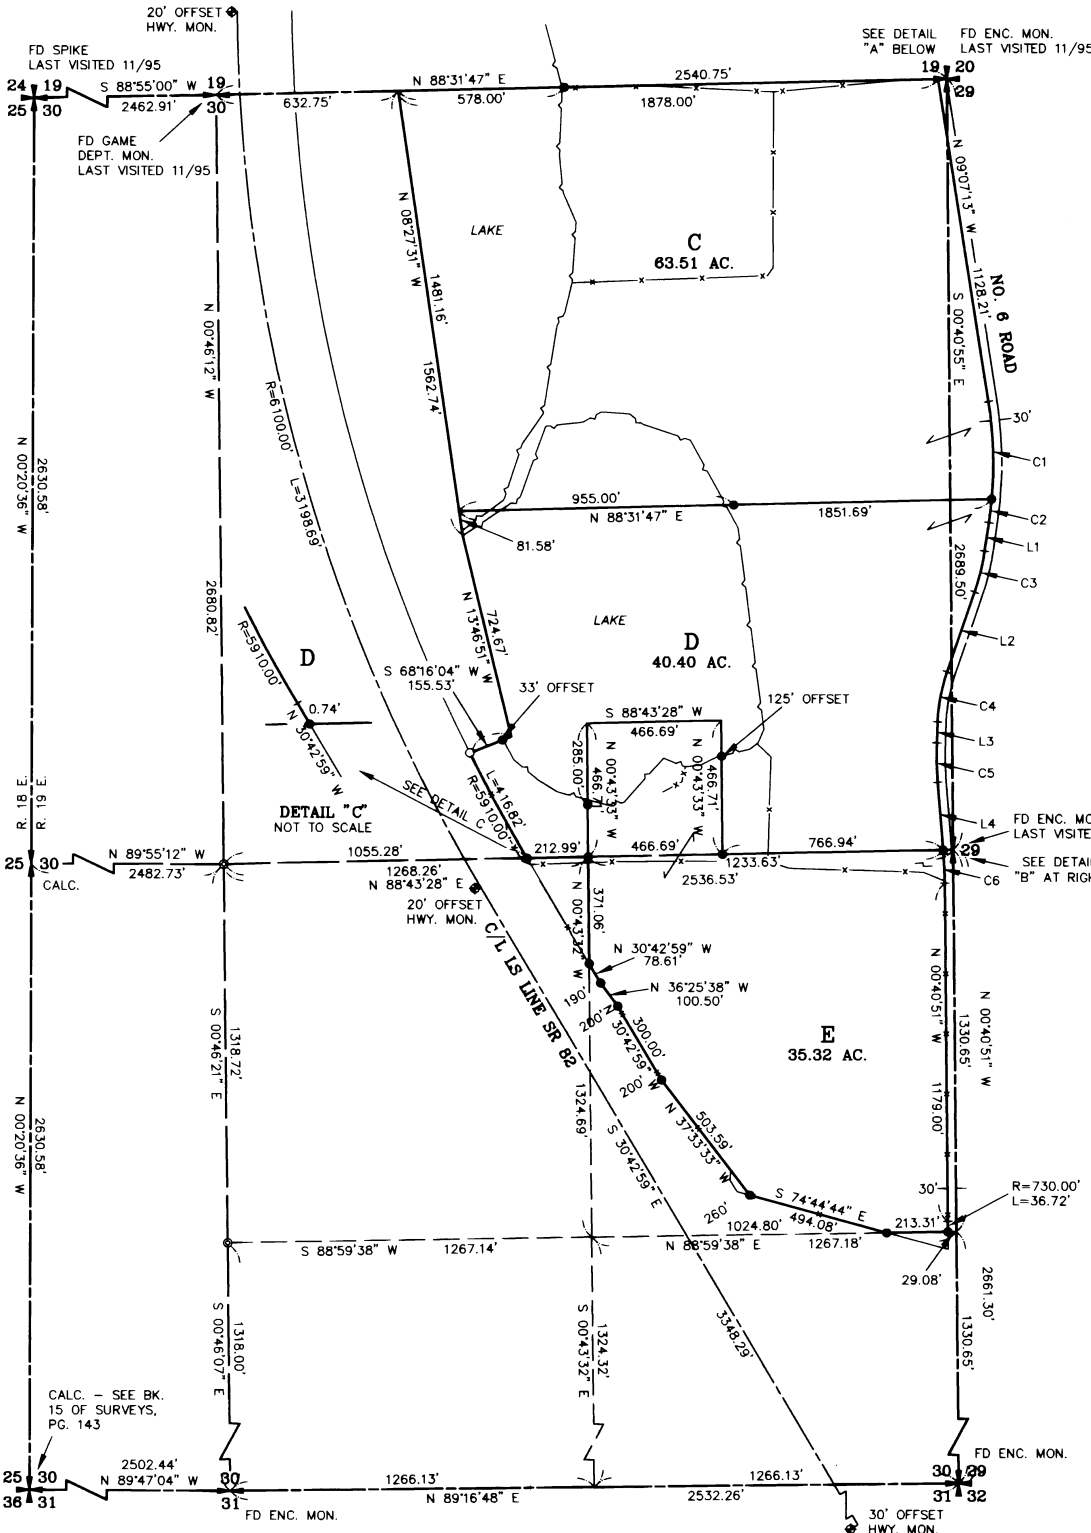 20' OFFSET
HWY. MON.
SEE DETAIL
"A" BELOW
FD ENC. MON.
LAST VISITED 11/95
FD SPIKE
LAST VISITED 11/95
24 19
25 30
S 88°55'00" W
2462.91'
19
30
632.75'
N 88°31'47" E
578.00'
2540.75'
1878.00'
19 20
29
FD GAME
DEPT. MON.
LAST VISITED 11/95
N 08°27'31" W
1481.16'
1562.74'
LAKE
C
63.51 AC.
N 09°07'13" W
1128.21'
NO. 6 ROAD
S 00°40'55" E
2689.50'
30'
C1
C2
L1
C3
L2
C4
L3
C5
L4
N 00°46'12" W
2680.82'
R=6100.00'
L=3198.69'
N 00°20'36" W
2630.58'
955.00'
N 88°31'47" E
1851.69'
81.58'
724.67'
N 13°46'51" W
LAKE
D
40.40 AC.
S 68°16'04" W
155.53'
33' OFFSET
125' OFFSET
S 88°43'28" W
466.69'
285.00'
466.71'
N 00°43'33" W
N 00°43'33" W
466.71'
R=5910.00'
D
0.74'
N 30°42'59" W
DETAIL "C"
NOT TO SCALE
SEE DETAIL C
L=416.82'
R=5910.00'
R. 18 E.
R. 19 E.
25 30
CALC.
N 89°55'12" W
2482.73'
1055.28'
212.99'
466.69'
766.94'
1268.26'
N 88°43'28" E
1233.63'
2536.53'
29
FD ENC. MO
LAST VISITE
SEE DETAI
"B" AT RIGH
C6
20' OFFSET
HWY. MON.
371.06'
N 00°43'32" W
N 30°42'59" W
78.61'
N 36°25'38" W
100.50'
190'
200'
300.00'
N 30°42'59" W
200'
C/L LS LINE SR 82
E
35.32 AC.
N 00°40'51" W
1179.00'
N 00°40'51" W
1330.65'
S 00°46'21" E
1318.72'
1324.69'
S 30°42'59" E
503.59'
N 37°33'33" W
260'
S 74°44'44" E
494.08'
30'
R=730.00'
L=36.72'
213.31'
N 00°20'36" W
2630.58'
S 88°59'38" W
1267.14'
1024.80'
N 88°59'38" E
1267.18'
29.08'
2661.30'
1330.65'
3348.29'
S 00°46'07" E
1318.00'
S 00°43'32" E
1324.32'
CALC. – SEE BK.
15 OF SURVEYS,
PG. 143
25 30
36 31
2502.44'
N 89°47'04" W
30
31
FD ENC. MON.
1266.13'
N 89°16'48" E
1266.13'
2532.26'
30 29
31 32
FD ENC. MON.
30' OFFSET
HWY. MON.